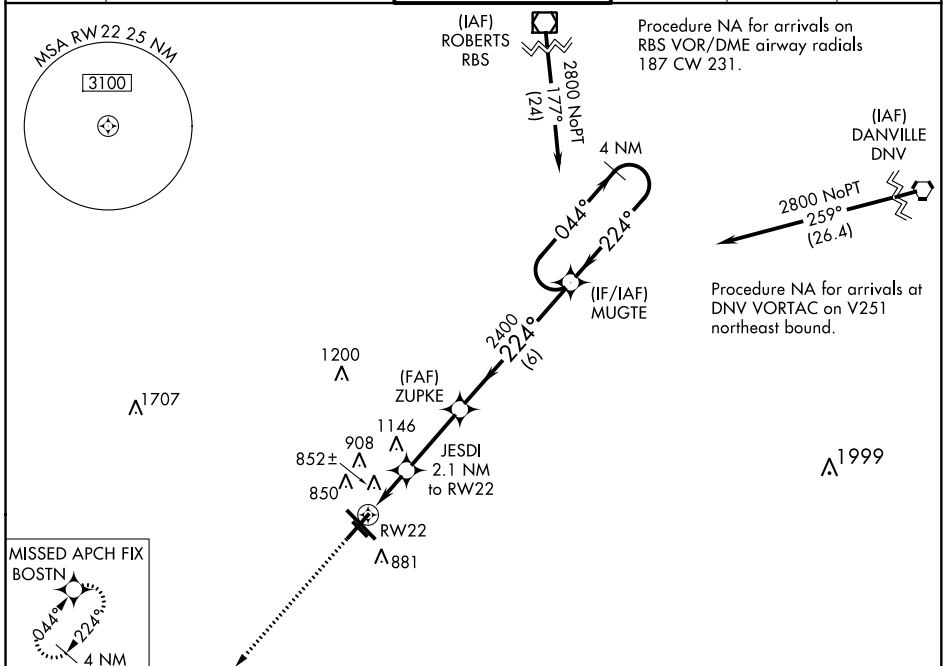 MSA RW22 25 NM
3100
(IAF)
ROBERTS
RBS
2800 NoPT
177°
(24)
Procedure NA for arrivals on
RBS VOR/DME airway radials
187 CW 231.
(IAF)
DANVILLE
DNV
2800 NoPT
259°
(26.4)
4 NM
044°
224°
(IF/IAF)
MUGTE
Procedure NA for arrivals at
DNV VORTAC on V251
northeast bound.
2400
224°
(6)
1200
(FAF)
ZUPKE
1707
1146
908
JESDI
2.1 NM
to RW22
852±
850
1999
RW22
881
MISSED APCH FIX
BOSTN
044°
224°
4 NM